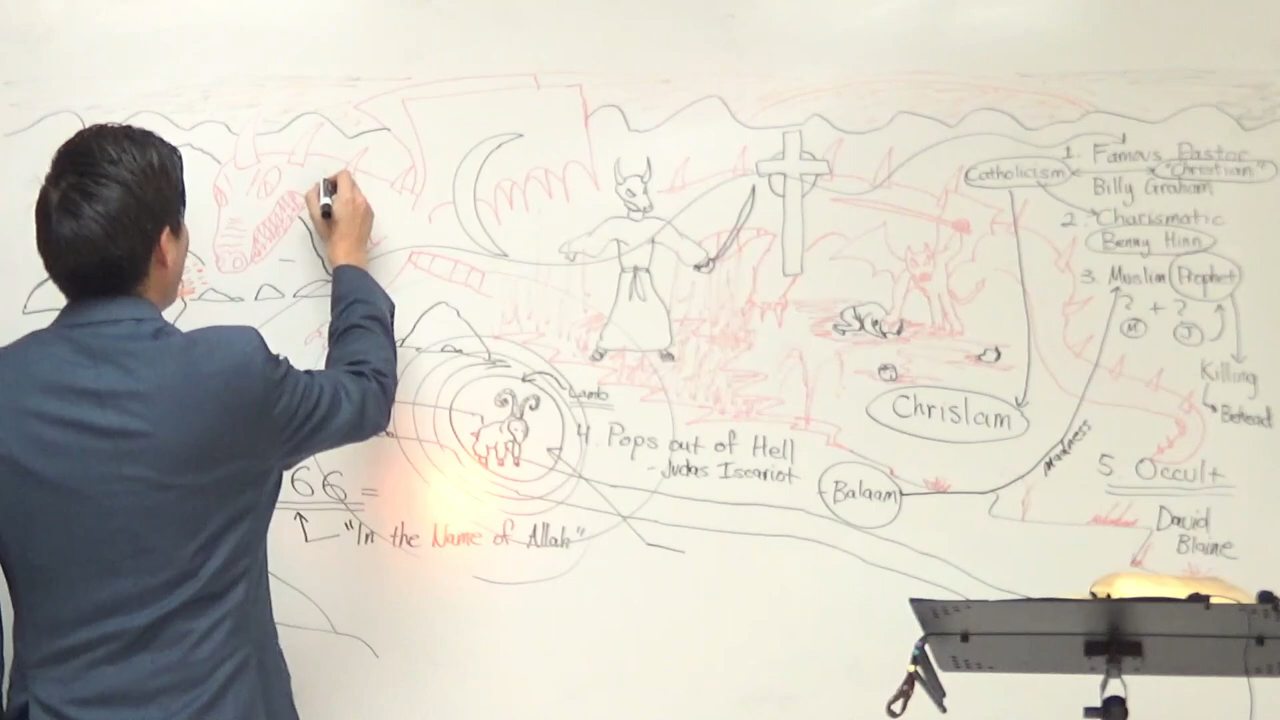 1. Famous Pastor
Catholicism
"Christian"
Billy Graham
2. Charismatic
Benny Hinn
3. Muslim Prophet
? + ?
M
J
Killing
Behead
Chrislam
Lamb
4. Pops out of Hell
- Judas Iscariot
Madness
Balaam
5. Occult
David
Blaine
66 =
"In the Name of Allah"